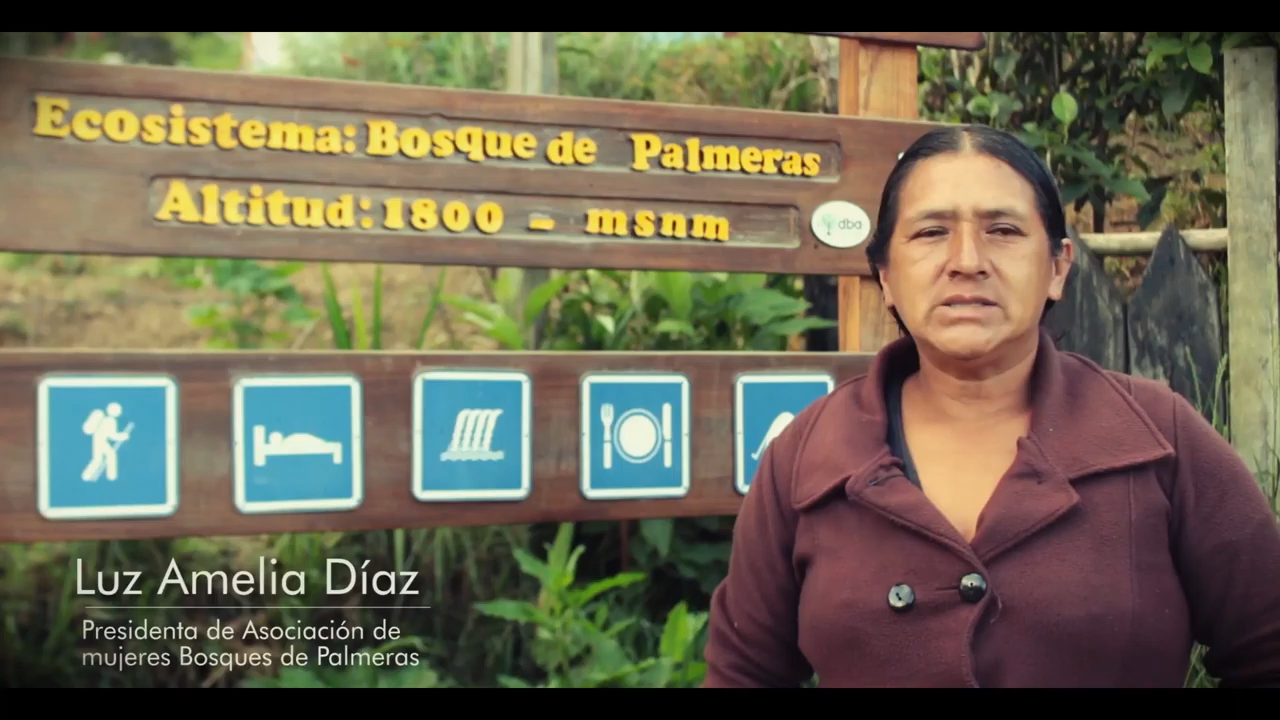 Ecosistema: Bosque de Palmeras
Altitud: 1800 - msnm
dba
Luz Amelia Díaz
Presidenta de Asociación de
mujeres Bosques de Palmeras